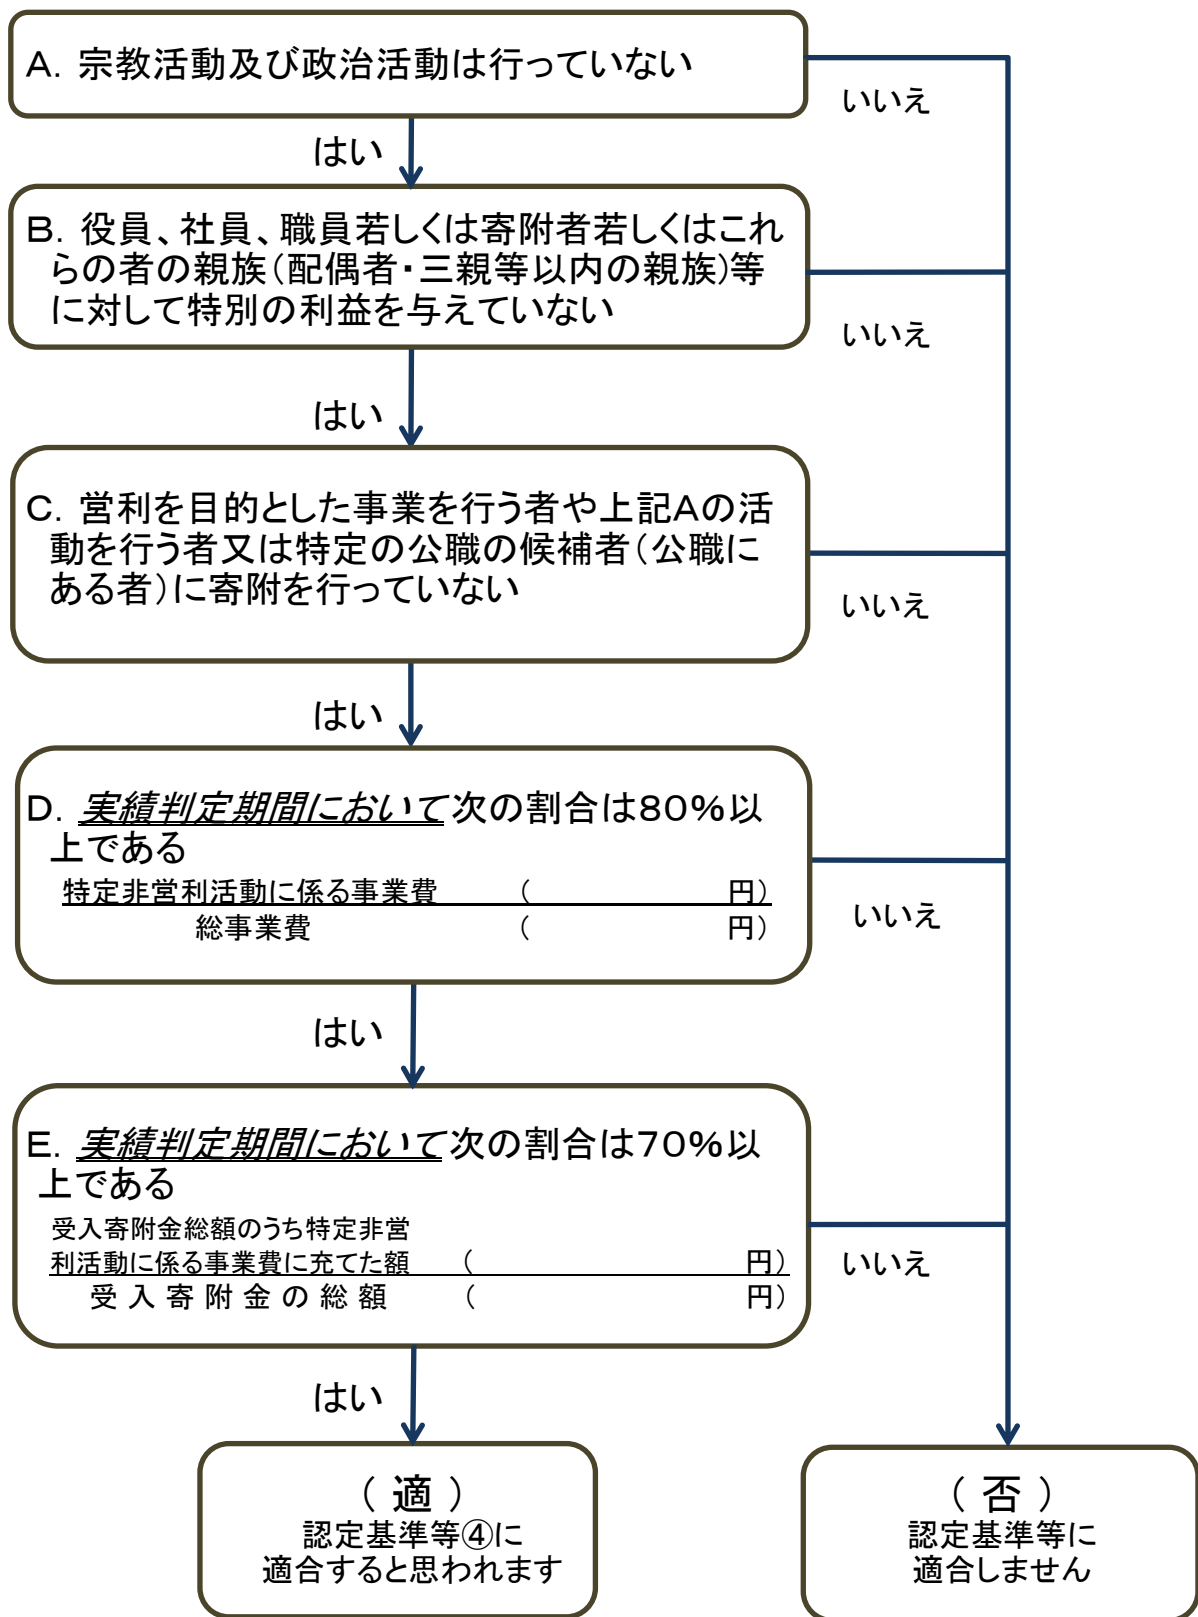 A. 宗教活動及び政治活動は行っていない
いいえ
はい
B. 役員、社員、職員若しくは寄附者若しくはこれ
らの者の親族(配偶者・三親等以内の親族)等
に対して特別の利益を与えていない
いいえ
はい
C. 営利を目的とした事業を行う者や上記Aの活
動を行う者又は特定の公職の候補者(公職に
ある者)に寄附を行っていない
いいえ
はい
D. 実績判定期間において次の割合は80%以
上である
特定非営利活動に係る事業費 ( 円)
総事業費 ( 円)
いいえ
はい
E. 実績判定期間において次の割合は70%以
上である
受入寄附金総額のうち特定非営
利活動に係る事業費に充てた額 ( 円)
受入寄附金の総額 ( 円)
いいえ
はい
(適)
認定基準等④に
適合すると思われます
(否)
認定基準等に
適合しません